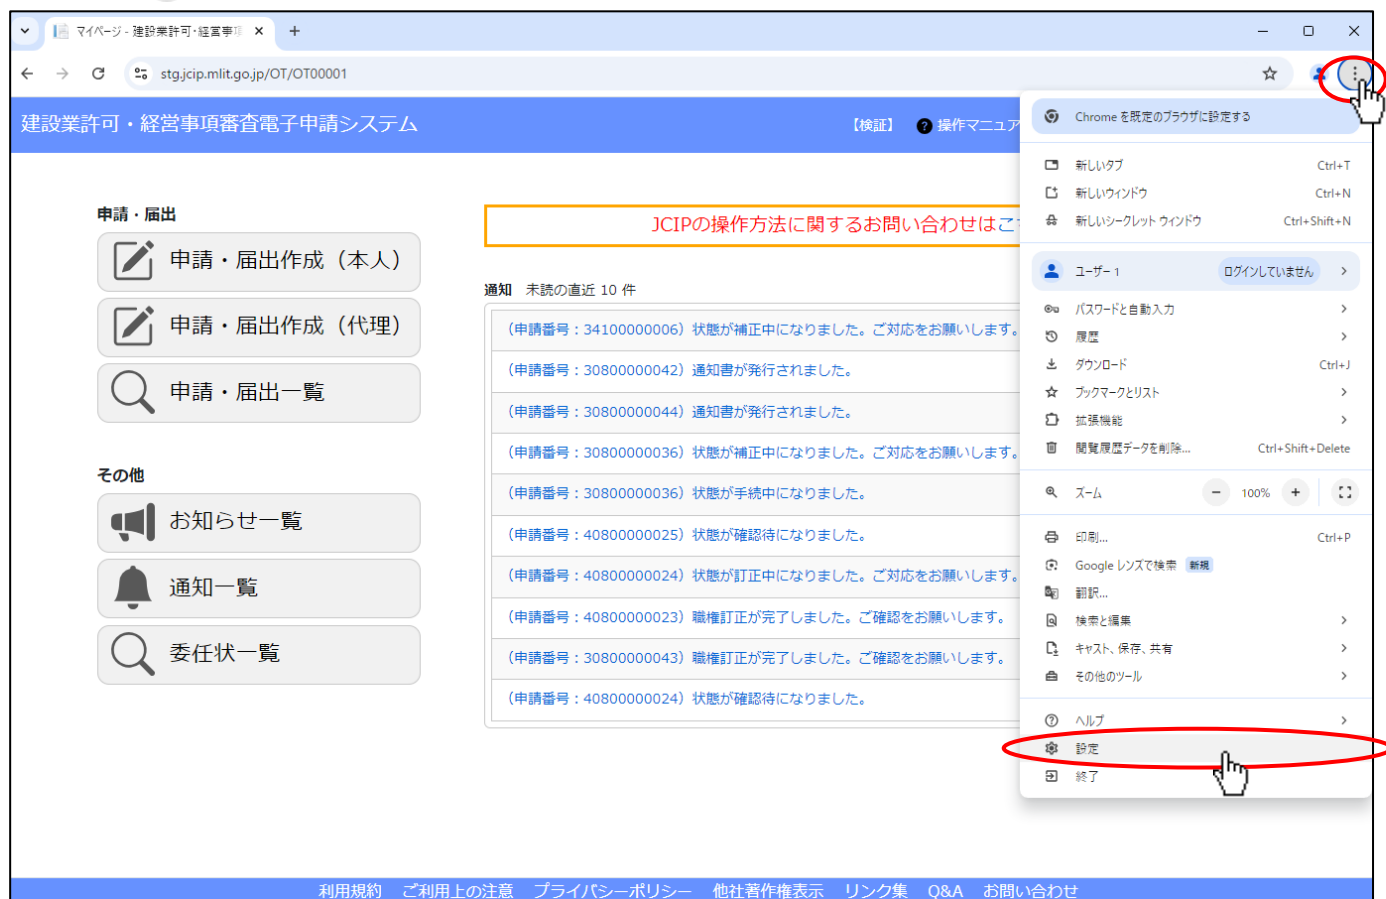 マイページ - 建設業許可・経営事項
stg.jcip.mlit.go.jp/OT/OT00001
建設業許可・経営事項審査電子申請システム
【検証】 ? 操作マニュア
申請・届出
申請・届出作成（本人）
申請・届出作成（代理）
申請・届出一覧
その他
お知らせ一覧
通知一覧
委任状一覧
JCIPの操作方法に関するお問い合わせはこ
通知 未読の直近 10 件
（申請番号：34100000006）状態が補正中になりました。ご対応をお願いします。
（申請番号：30800000042）通知書が発行されました。
（申請番号：30800000044）通知書が発行されました。
（申請番号：30800000036）状態が補正中になりました。ご対応をお願いします。
（申請番号：30800000036）状態が手続中になりました。
（申請番号：40800000025）状態が確認待になりました。
（申請番号：40800000024）状態が訂正中になりました。ご対応をお願いします。
（申請番号：40800000023）職権訂正が完了しました。ご確認をお願いします。
（申請番号：30800000043）職権訂正が完了しました。ご確認をお願いします。
（申請番号：40800000024）状態が確認待になりました。
Chrome を既定のブラウザに設定する
新しいタブ Ctrl+T
新しいウィンドウ Ctrl+N
新しいシークレット ウィンドウ Ctrl+Shift+N
ユーザー 1 ログインしていません
パスワードと自動入力
履歴
ダウンロード Ctrl+J
ブックマークとリスト
拡張機能
閲覧履歴データを削除... Ctrl+Shift+Delete
ズーム － 100% +
印刷... Ctrl+P
Google レンズで検索 新規
翻訳...
検索と編集
キャスト、保存、共有
その他のツール
ヘルプ
設定
終了
利用規約 ご利用上の注意 プライバシーポリシー 他社著作権表示 リンク集 Q&A お問い合わせ